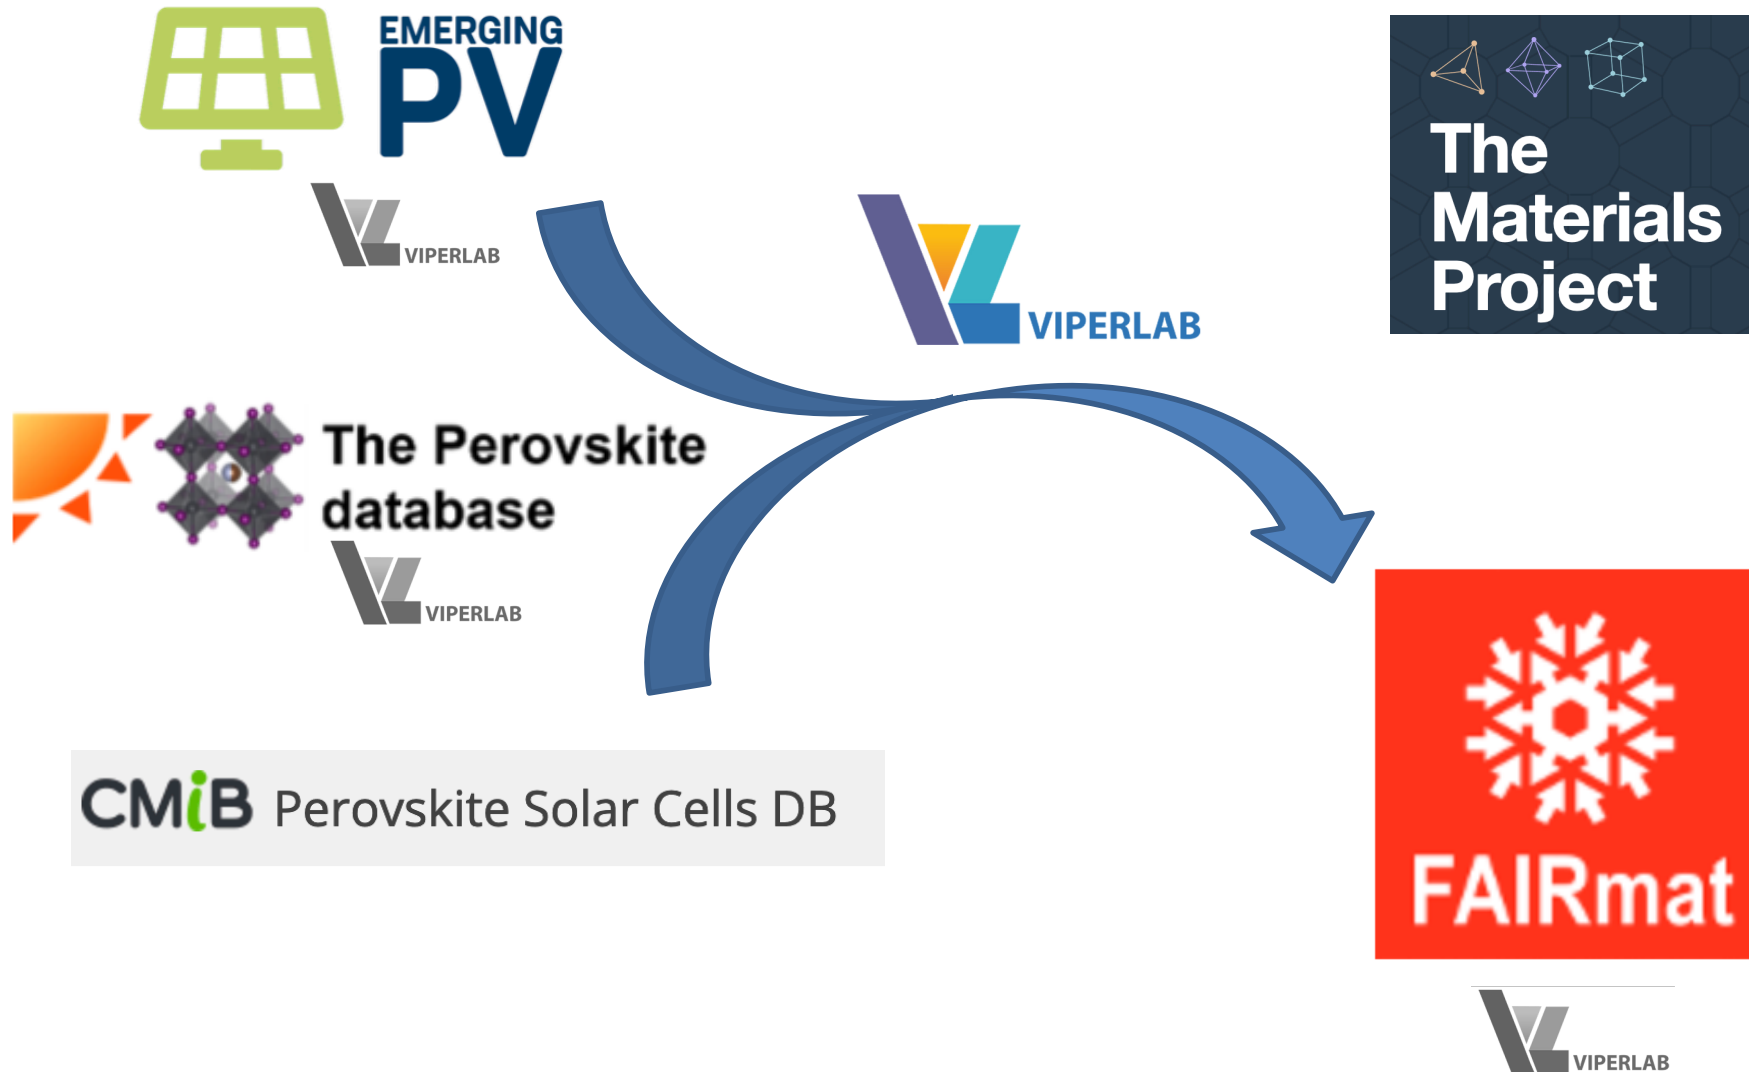 EMERGING
PV
VIPERLAB
The
Materials
Project
VIPERLAB
The Perovskite
database
VIPERLAB
CMiB Perovskite Solar Cells DB
FAIRmat
VIPERLAB